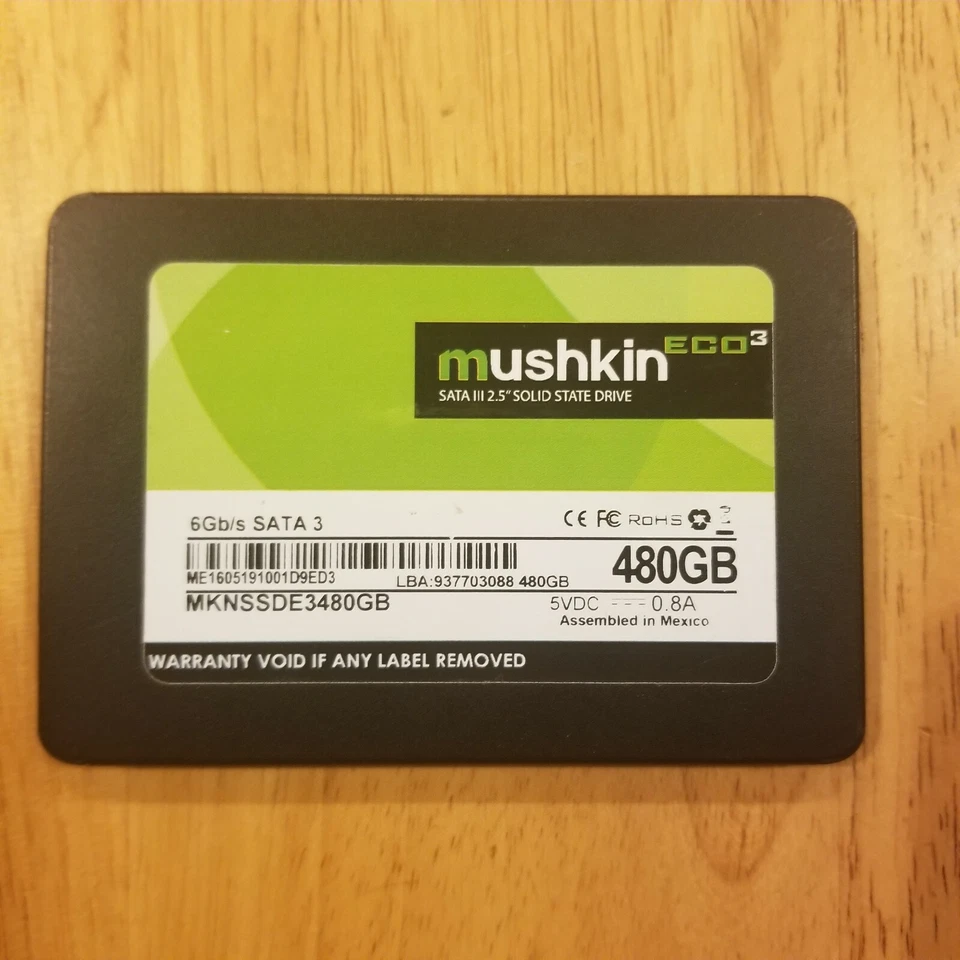 mushkin ECO³
SATA III 2.5" SOLID STATE DRIVE
6Gb/s SATA 3
CE FC RoHS
ME1605191001D9ED3
LBA:937703088 480GB
480GB
MKNSSDE3480GB
5VDC ⎓ 0.8A
Assembled in Mexico
WARRANTY VOID IF ANY LABEL REMOVED